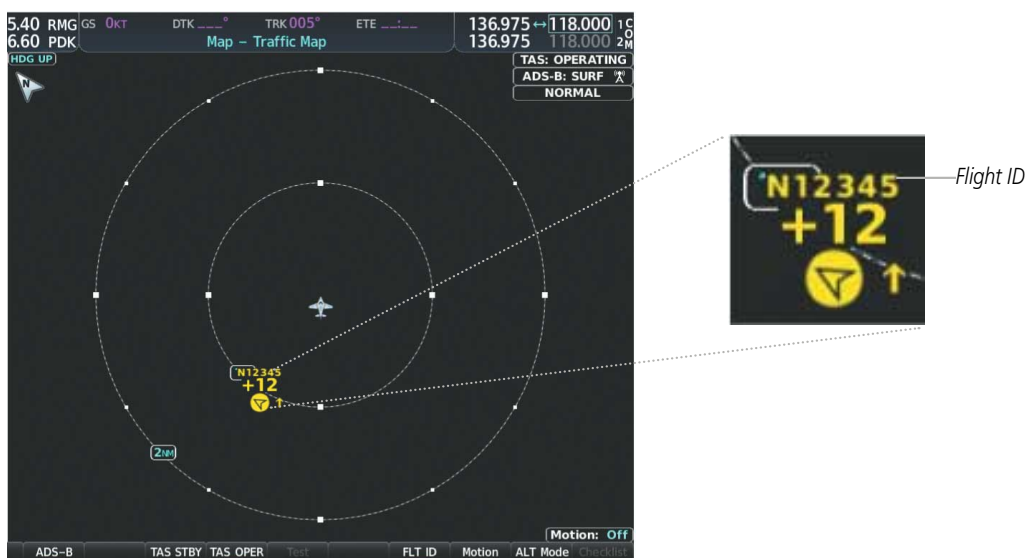 5.40 RMG GS 0KT DTK ___° TRK 005° ETE __:__ 136.975 ↔ 118.000 1 C
6.60 PDK Map – Traffic Map 136.975 118.000 2 O M
HDG UP
TAS: OPERATING
ADS-B: SURF
NORMAL
N
N12345
+12
2NM
N12345
+12
Flight ID
Motion: Off
ADS-B TAS STBY TAS OPER Test FLT ID Motion ALT Mode Checklist